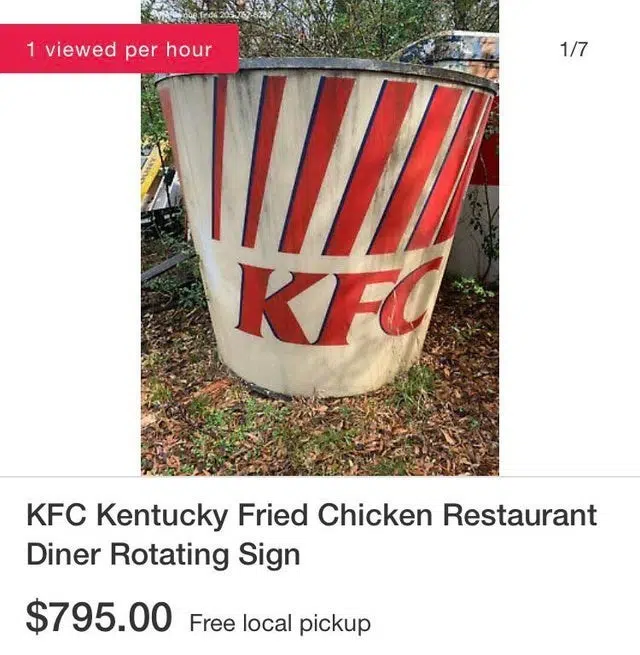 1 viewed per hour
1/7
KFC
KFC Kentucky Fried Chicken Restaurant
Diner Rotating Sign
$795.00 Free local pickup